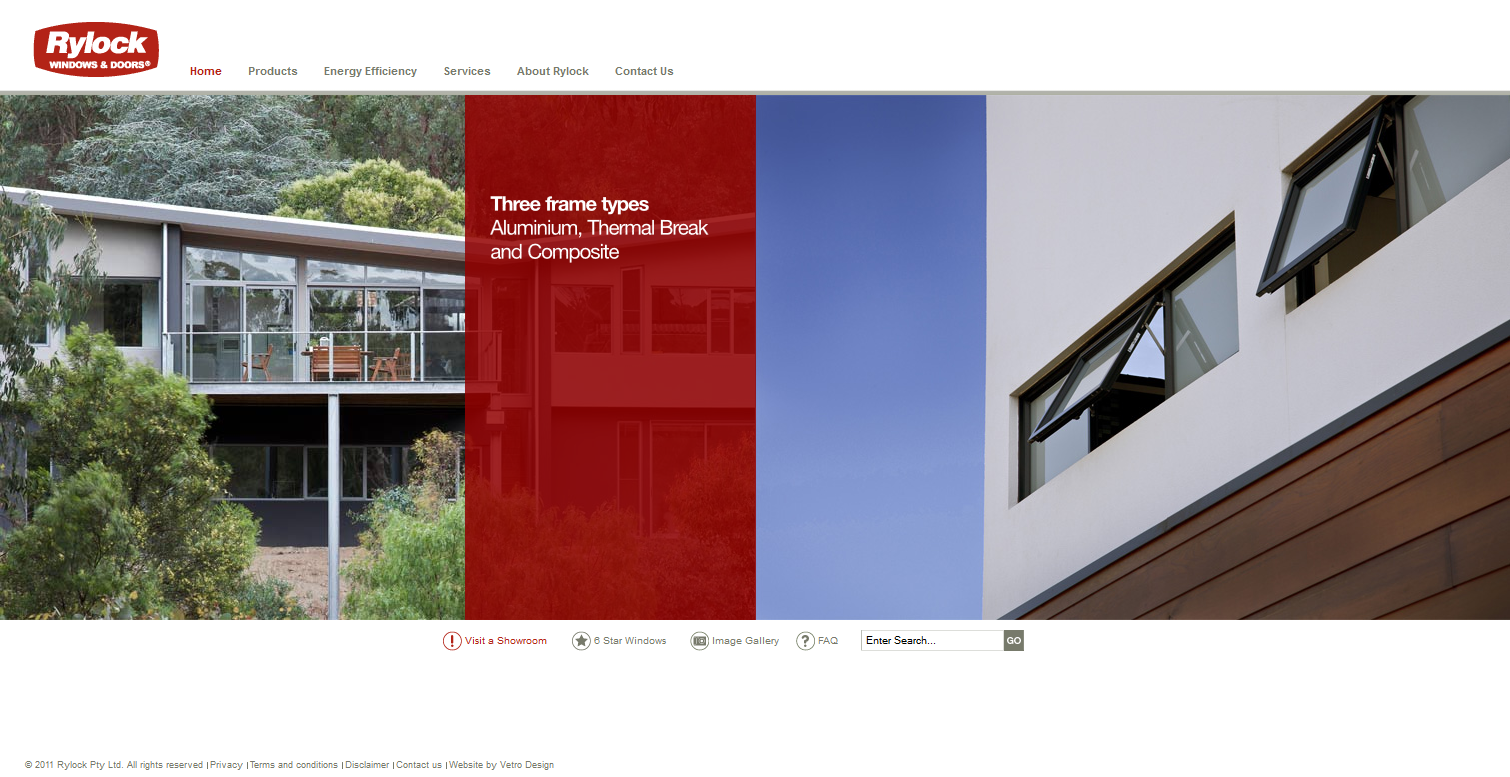 Rylock
WINDOWS & DOORS®
Home Products Energy Efficiency Services About Rylock Contact Us
Three frame types
Aluminium, Thermal Break
and Composite
Visit a Showroom 6 Star Windows Image Gallery FAQ Enter Search... GO
© 2011 Rylock Pty Ltd. All rights reserved |Privacy |Terms and conditions |Disclaimer |Contact us |Website by Vetro Design